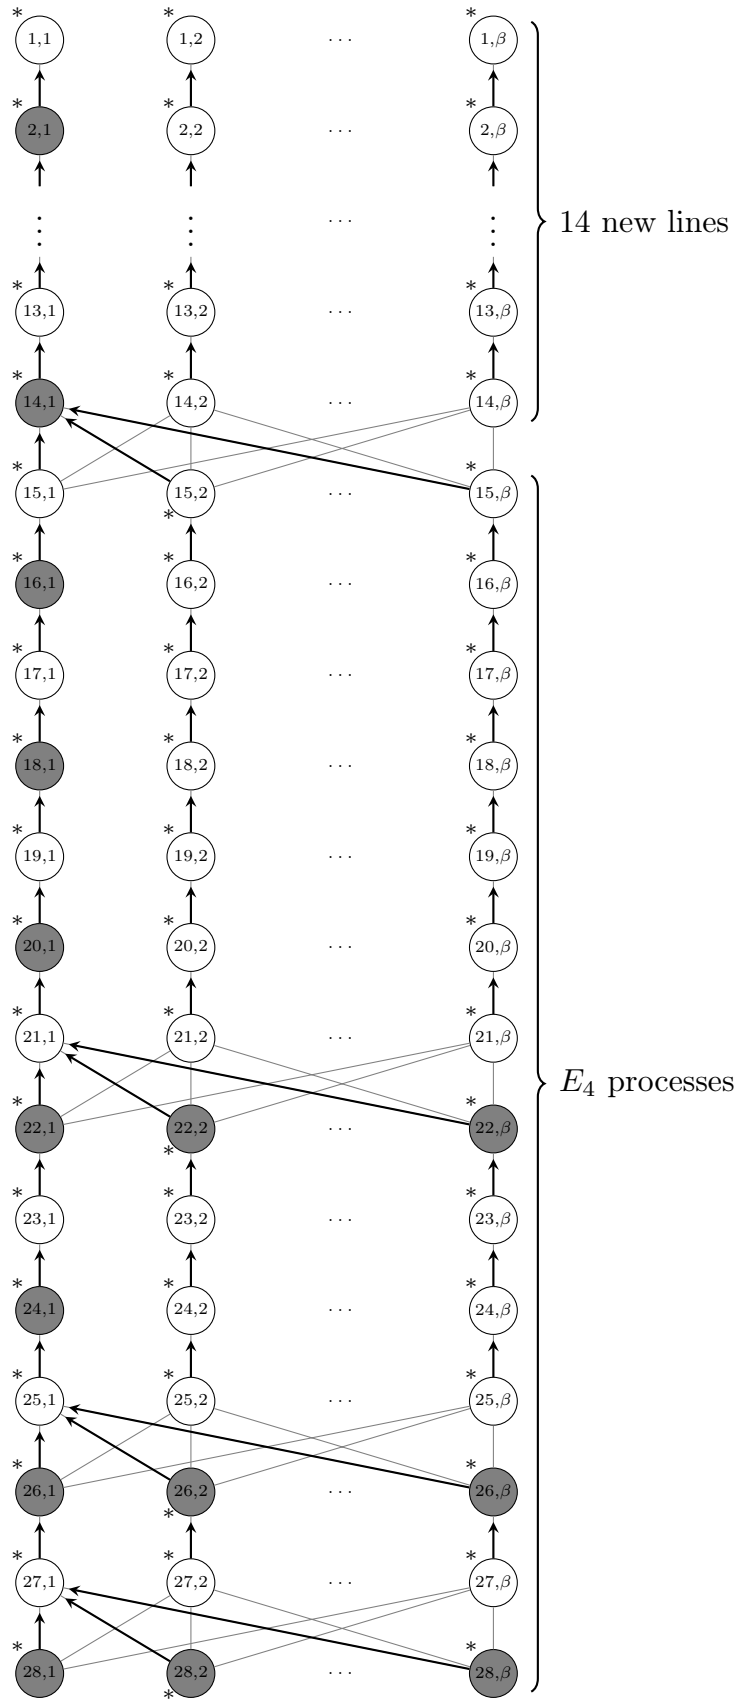 * * *
1,1 1,2 ... 1,β
* * *
2,1 2,2 ... 2,β
⋮ ⋮ ... ⋮ 14 new lines
* * *
13,1 13,2 ... 13,β
* * *
14,1 14,2 ... 14,β
* *
15,1 15,2 ... 15,β
*
* * *
16,1 16,2 ... 16,β
* * *
17,1 17,2 ... 17,β
* * *
18,1 18,2 ... 18,β
* * *
19,1 19,2 ... 19,β
* * *
20,1 20,2 ... 20,β
* * *
21,1 21,2 ... 21,β
E₄ processes
* *
22,1 22,2 ... 22,β
*
* * *
23,1 23,2 ... 23,β
* * *
24,1 24,2 ... 24,β
* * *
25,1 25,2 ... 25,β
* *
26,1 26,2 ... 26,β
*
* * *
27,1 27,2 ... 27,β
* *
28,1 28,2 ... 28,β
*